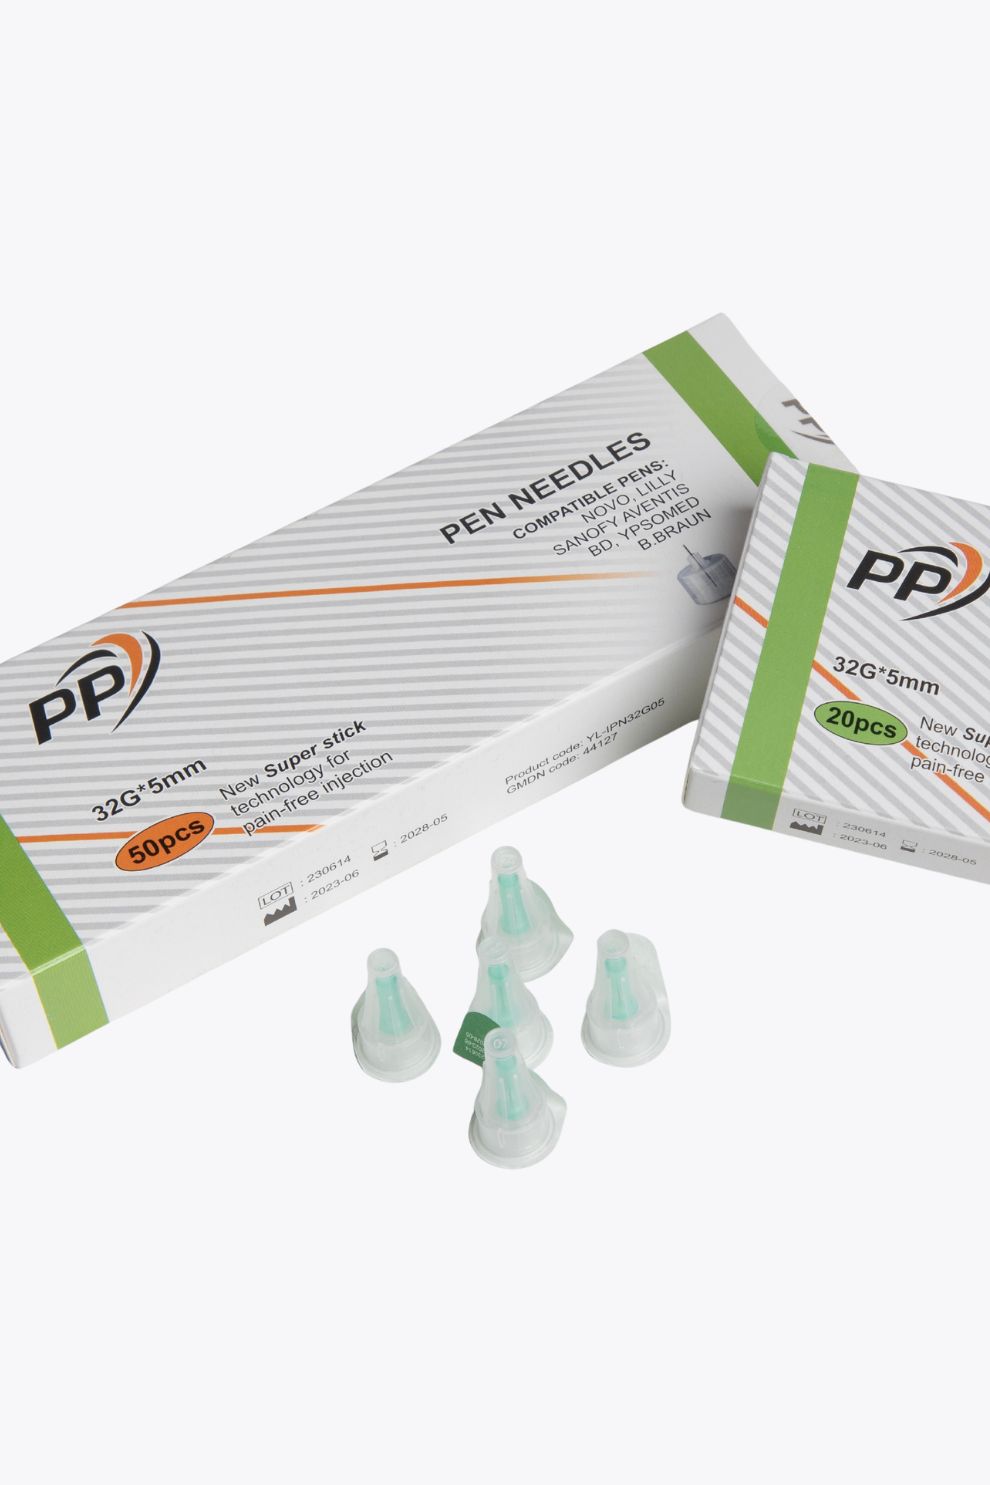 PEN NEEDLES
COMPATIBLE PENS:
NOVO, LILLY
SANOFY AVENTIS
BD, YPSOMED
B.BRAUN
PP
32G*5mm
50pcs
New Super stick
technology for
pain-free injection
Product code: YL-IPN32G05
GMDN code: 44127
LOT : 230614
: 2023-06
: 2028-05
PP
32G*5mm
20pcs
New
pain-free
LOT : 230614
: 2023-06
: 2028-05